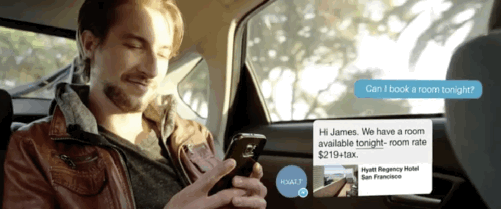 Can I book a room tonight?
Hi James. We have a room
available tonight- room rate
$219+tax.
HYATT
Hyatt Regency Hotel
San Francisco